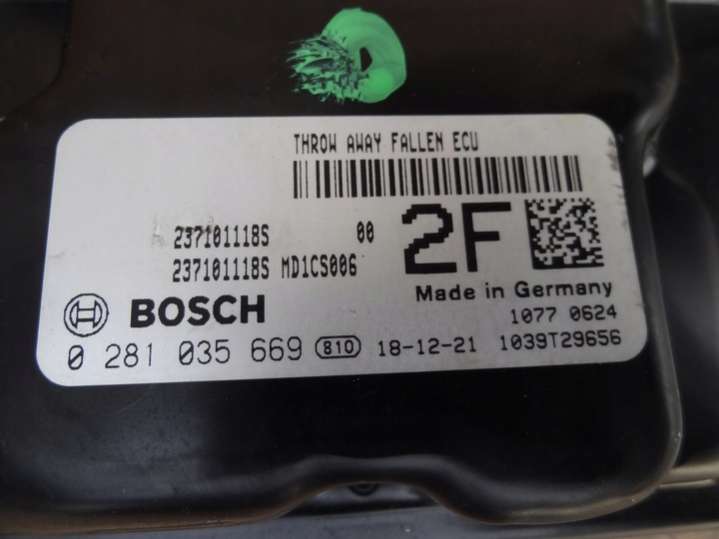 THROW AWAY FALLEN ECU
237101118S 00
237101118S MD1CS006
2F
Made in Germany
BOSCH
1077 0624
0 281 035 669 810 18-12-21 1039T29656